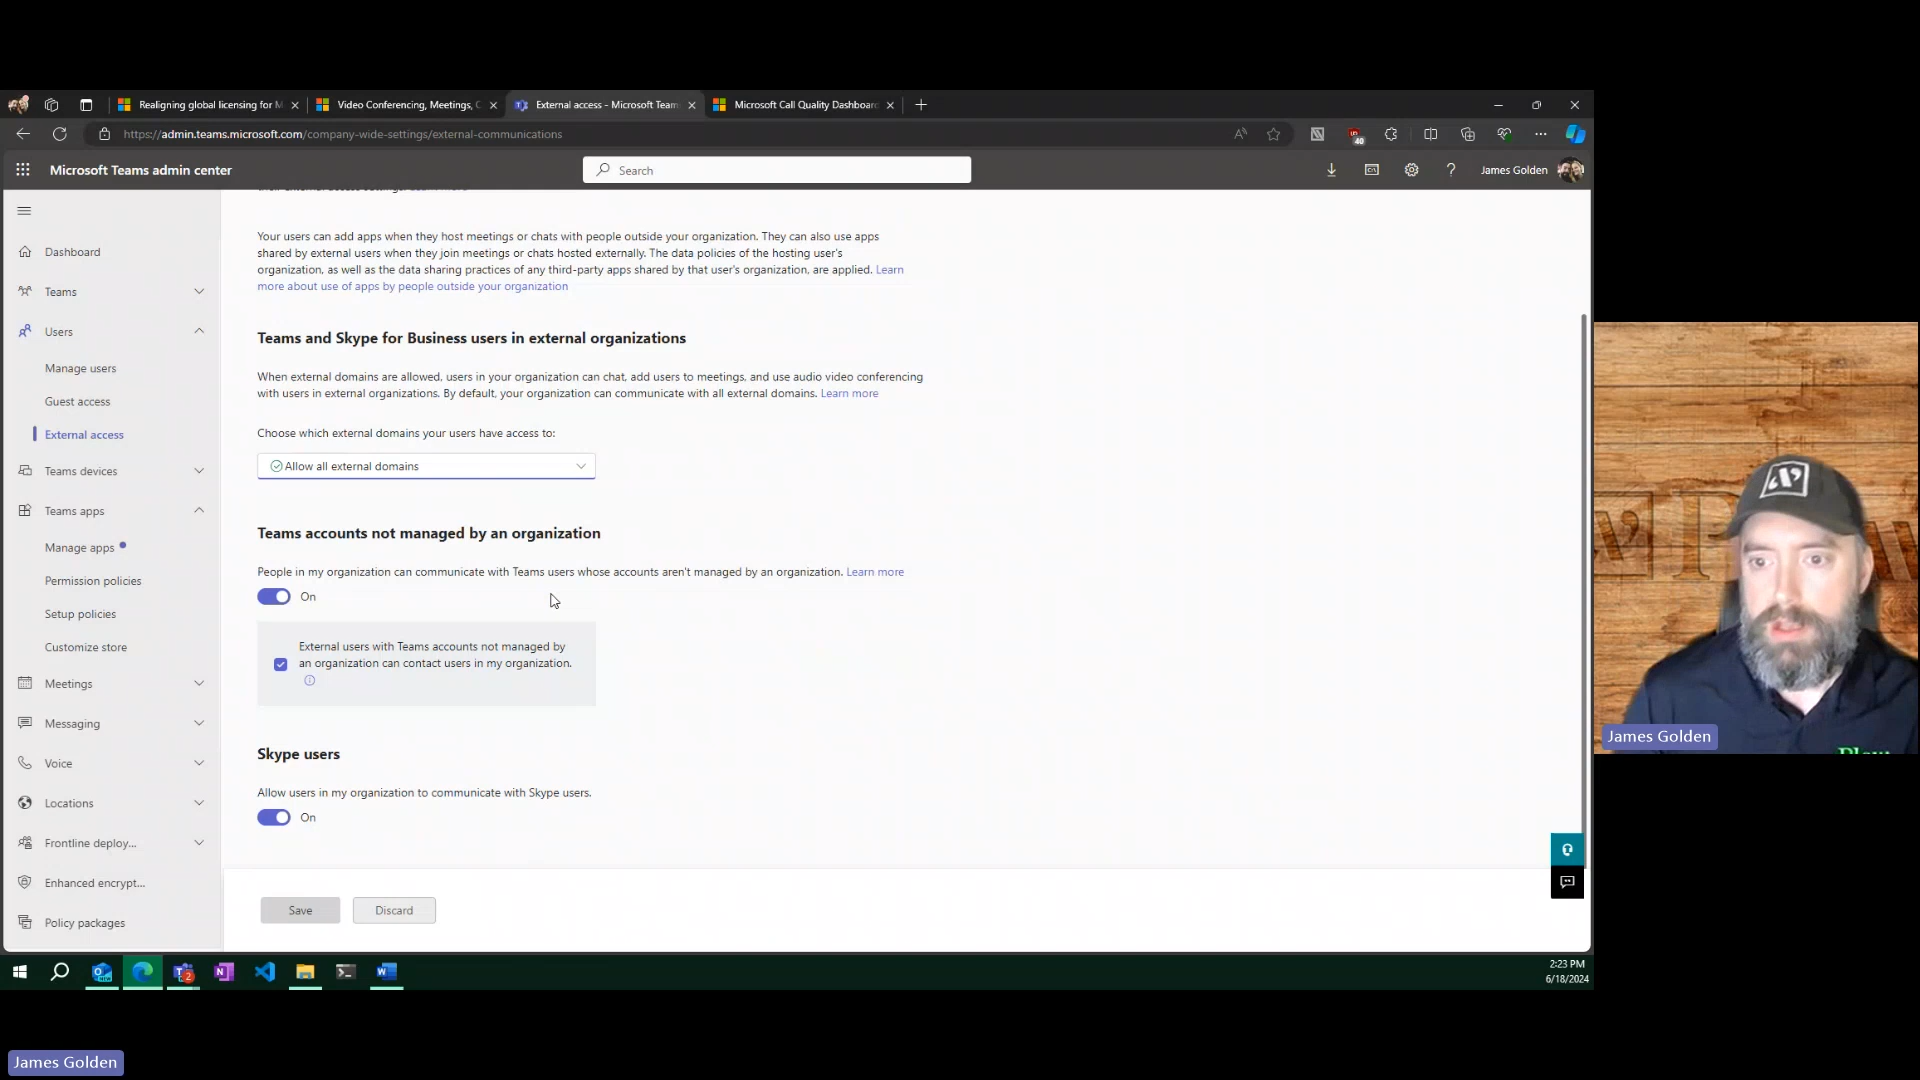 Realigning global licensing for M
Video Conferencing, Meetings, C
External access - Microsoft Team
Microsoft Call Quality Dashboard
https://admin.teams.microsoft.com/company-wide-settings/external-communications
40
Microsoft Teams admin center
Search
James Golden
Dashboard
Teams
Users
Manage users
Guest access
External access
Teams devices
Teams apps
Manage apps
Permission policies
Setup policies
Customize store
Meetings
Messaging
Voice
Locations
Frontline deploy...
Enhanced encrypt...
Policy packages
Your users can add apps when they host meetings or chats with people outside your organization. They can also use apps
shared by external users when they join meetings or chats hosted externally. The data policies of the hosting user's
organization, as well as the data sharing practices of any third-party apps shared by that user's organization, are applied. Learn
more about use of apps by people outside your organization
Teams and Skype for Business users in external organizations
When external domains are allowed, users in your organization can chat, add users to meetings, and use audio video conferencing
with users in external organizations. By default, your organization can communicate with all external domains. Learn more
Choose which external domains your users have access to:
Allow all external domains
Teams accounts not managed by an organization
People in my organization can communicate with Teams users whose accounts aren't managed by an organization. Learn more
On
External users with Teams accounts not managed by
an organization can contact users in my organization.
Skype users
Allow users in my organization to communicate with Skype users.
On
Save
Discard
2:23 PM
6/18/2024
James Golden
James Golden